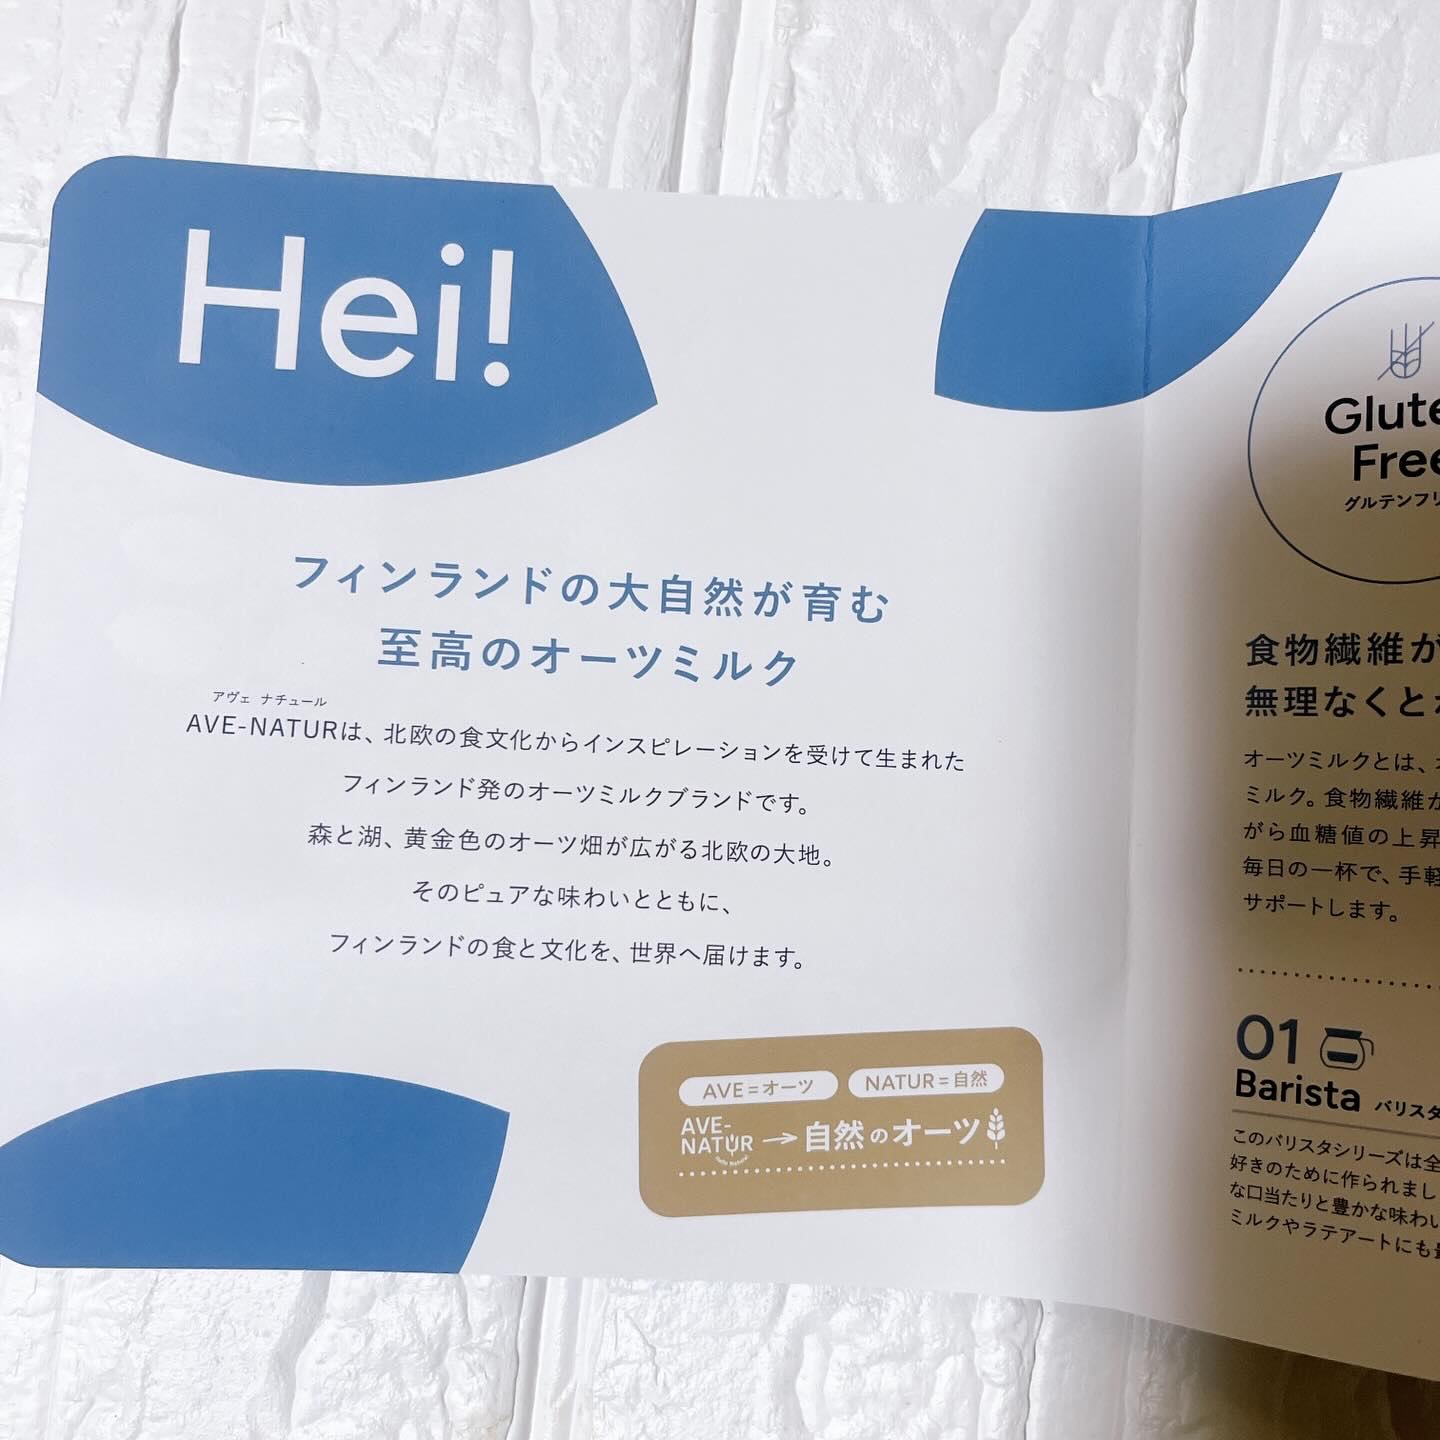 Hei!
フィンランドの大自然が育む
至高のオーツミルク
アヴェ ナチュール
AVE-NATURは、北欧の食文化からインスピレーションを受けて生まれた
フィンランド発のオーツミルクブランドです。
森と湖、黄金色のオーツ畑が広がる北欧の大地。
そのピュアな味わいとともに、
フィンランドの食と文化を、世界へ届けます。
AVE=オーツ
NATUR=自然
AVE-
NATUR
→自然のオーツ
Glute
Free
グルテンフリ
食物繊維が
無理なくと
オーツミルクとは、
ミルク。食物繊維が
がら血糖値の上昇
毎日の一杯で、手軽
サポートします。
01
Barista バリスタ
このバリスタシリーズは全
好きのために作られまし
な口当たりと豊かな味わい
ミルクやラテアートにも